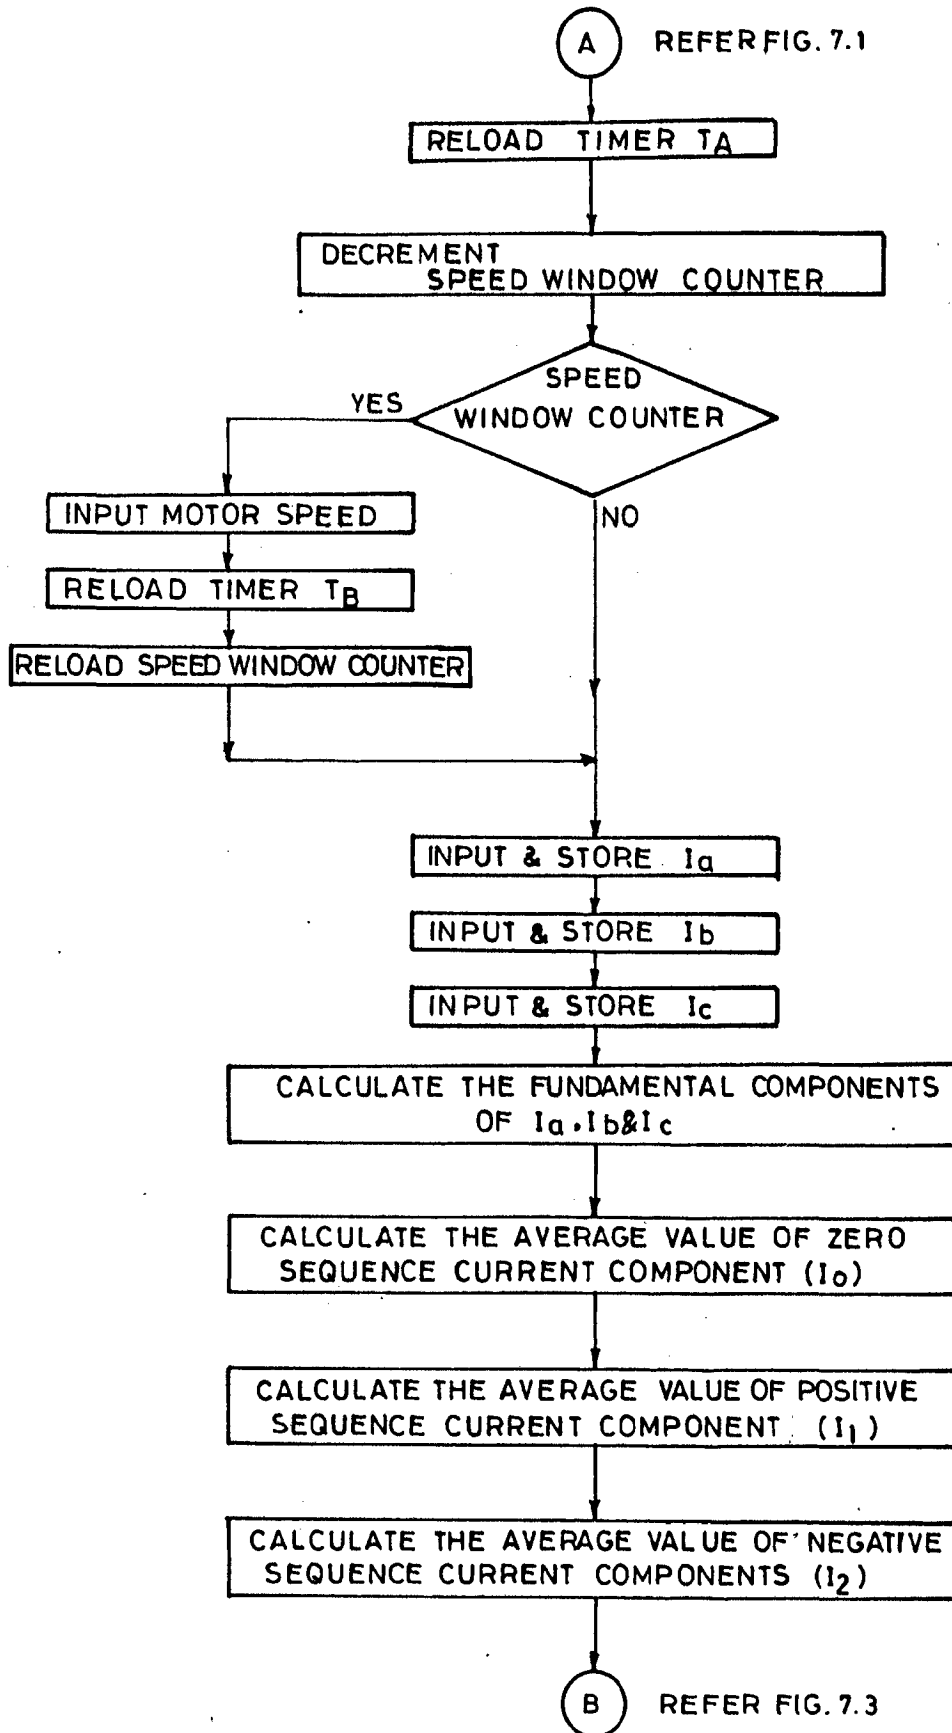 A REFER FIG. 7.1
RELOAD TIMER TA
DECREMENT
SPEED WINDOW COUNTER
SPEED
WINDOW COUNTER
YES
NO
INPUT MOTOR SPEED
RELOAD TIMER TB
RELOAD SPEED WINDOW COUNTER
INPUT & STORE Ia
INPUT & STORE Ib
INPUT & STORE Ic
CALCULATE THE FUNDAMENTAL COMPONENTS
OF Ia, Ib & Ic
CALCULATE THE AVERAGE VALUE OF ZERO
SEQUENCE CURRENT COMPONENT (I0)
CALCULATE THE AVERAGE VALUE OF POSITIVE
SEQUENCE CURRENT COMPONENT (I1)
CALCULATE THE AVERAGE VALUE OF NEGATIVE
SEQUENCE CURRENT COMPONENTS (I2)
B REFER FIG. 7.3